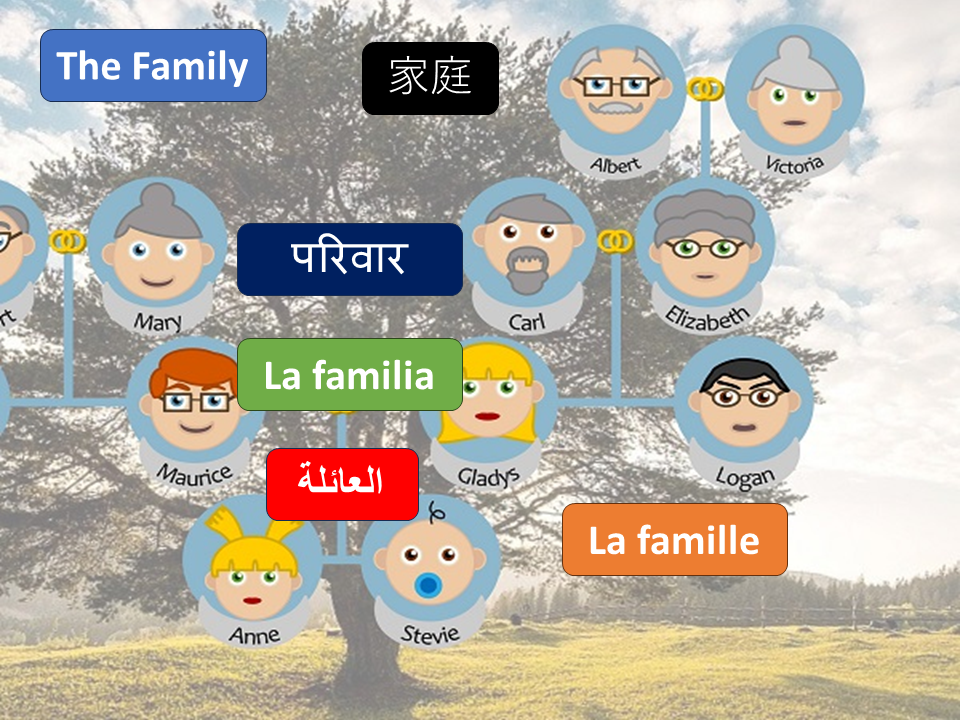 The Family
家庭
Albert
Victoria
परिवार
rt
Mary
Carl
Elizabeth
La familia
Maurice
العائلة
Gladys
Logan
La famille
Anne
Stevie